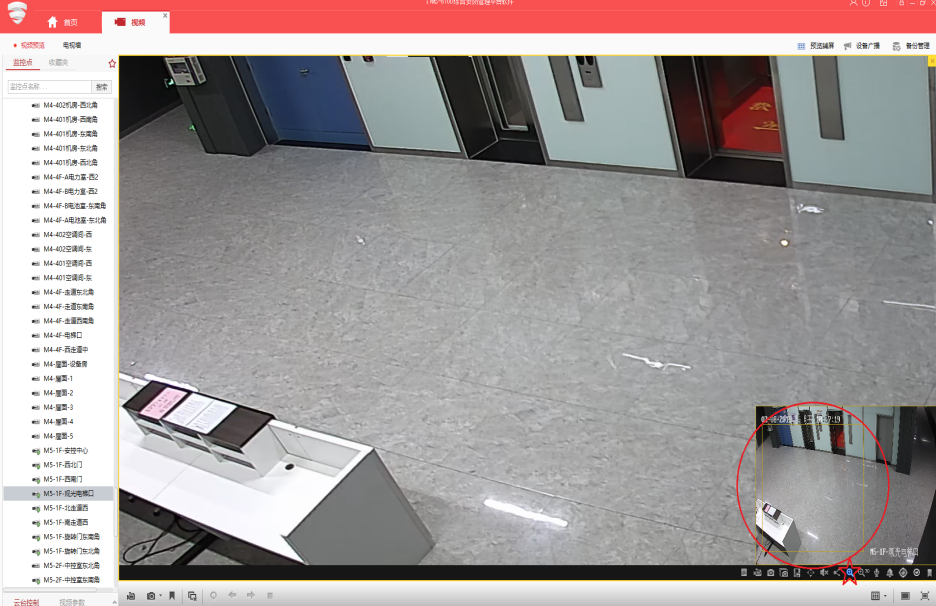 首页
视频
视频预览
电视墙
预览辅屏
设备广播
备份管理
监控点
收藏夹
监控点名称...
搜索
M4-402机房-西北角
M4-401机房-西南角
M4-401机房-东南角
M4-401机房-东北角
M4-401机房-西北角
M4-4F-A电力室-西2
M4-4F-B电力室-西2
M4-4F-B电池室-东南角
M4-4F-A电池室-东北角
M4-402空调间-西
M4-402空调间-东
M4-401空调间-西
M4-401空调间-东
M4-4F-走道东北角
M4-4F-走道东南角
M4-4F-走道西南角
M4-4F-电梯口
M4-4F-西走道中
M4-屋面-设备房
M4-屋面-1
M4-屋面-2
M4-屋面-3
M4-屋面-4
M4-屋面-5
M5-1F-安控中心
M5-1F-西北门
M5-1F-西南门
M5-1F-观光电梯口
M5-1F-北走道西
M5-1F-南走道西
M5-1F-旋转门东南角
M5-1F-旋转门东北角
M5-2F-中控室东北角
M5-2F-中控室东南角
M5-1F-观光电梯口
云台控制
视频参数